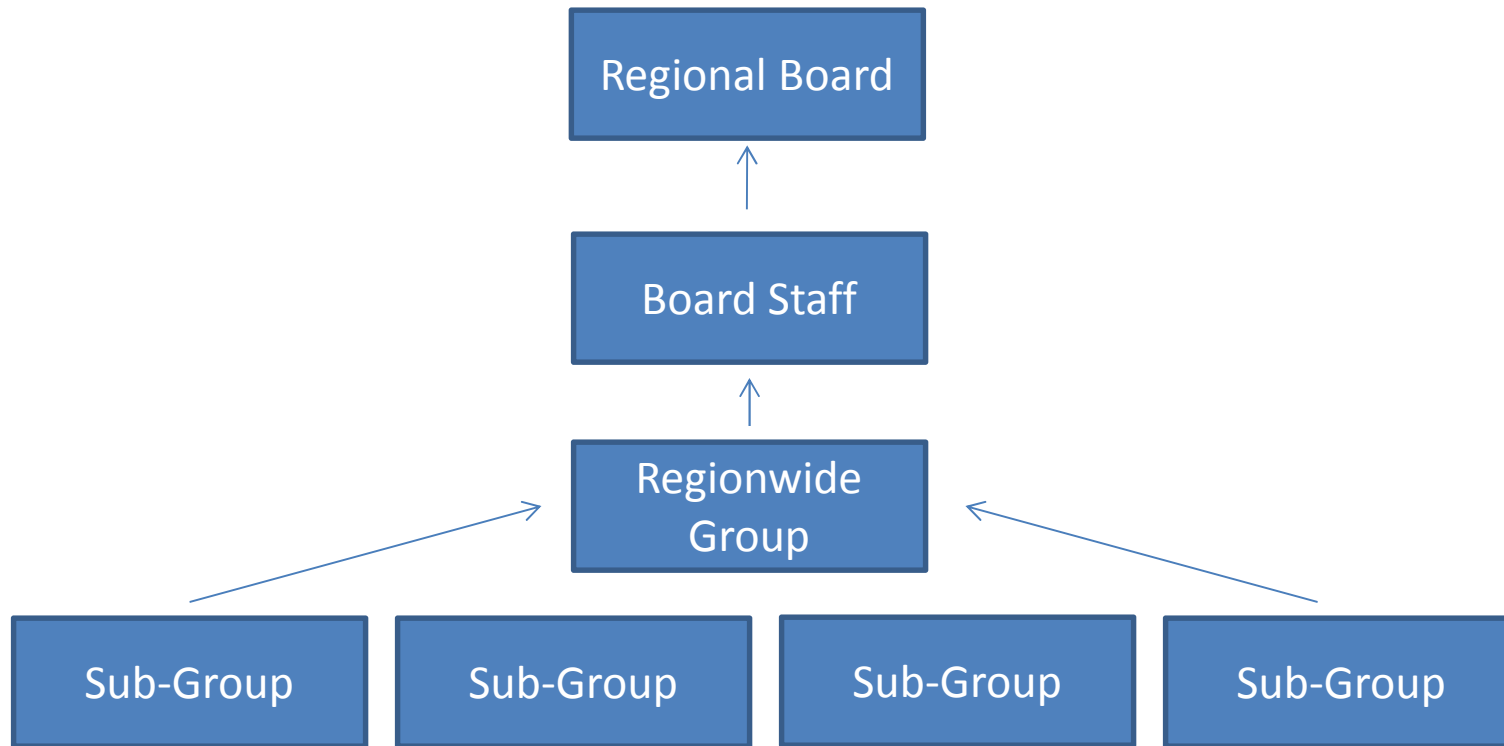 Regional Board
Board Staff
Regionwide
Group
Sub-Group
Sub-Group
Sub-Group
Sub-Group